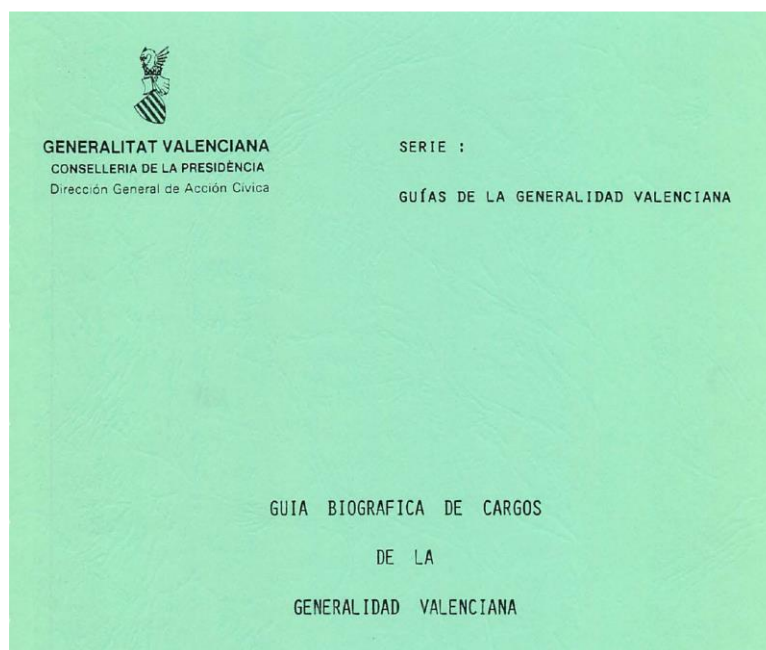 GENERALITAT VALENCIANA
CONSELLERIA DE LA PRESIDÈNCIA
Dirección General de Acción Cívica
SERIE :
GUÍAS DE LA GENERALIDAD VALENCIANA
GUIA BIOGRAFICA DE CARGOS
DE LA
GENERALIDAD VALENCIANA